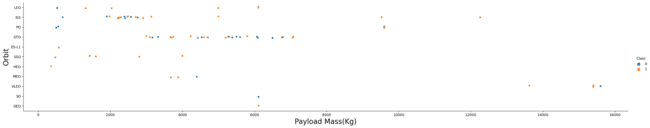 LEO
ISS
PO
GTO
ES-L1
SSO
HEO
MEO
VLEO
SO
GEO
Orbit
0
2000
4000
6000
8000
10000
12000
14000
16000
Payload Mass(Kg)
Class
0
1